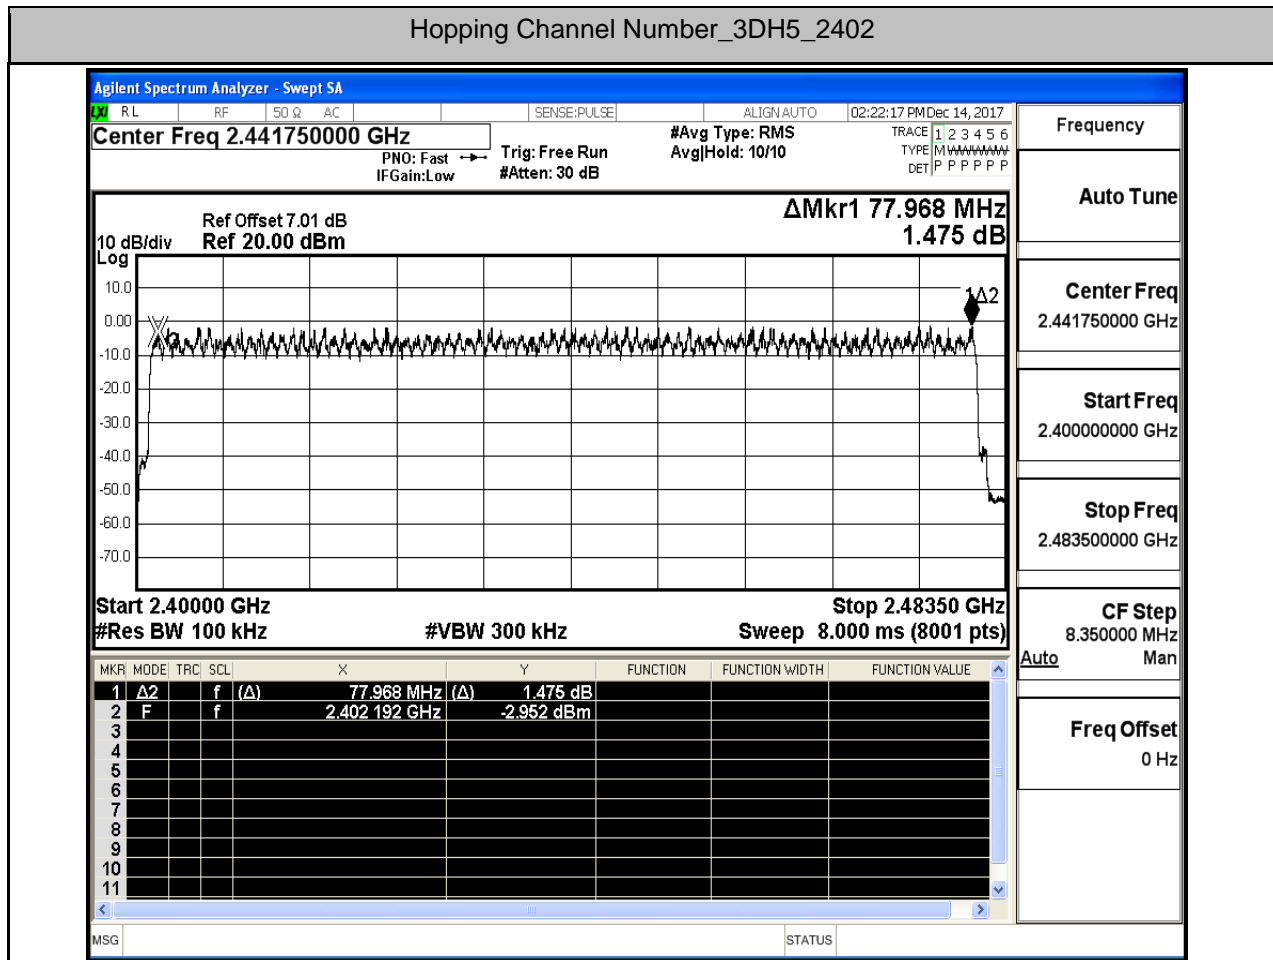 Hopping Channel Number_3DH5_2402
Agilent Spectrum Analyzer - Swept SA
LXI RL RF 50 Ω AC SENSE:PULSE ALIGN AUTO 02:22:17 PM Dec 14, 2017
Center Freq 2.441750000 GHz
PNO: Fast
IFGain:Low
Trig: Free Run
#Atten: 30 dB
#Avg Type: RMS
Avg|Hold: 10/10
TRACE 1 2 3 4 5 6
TYPE M WWWWW
DET P P P P P P
Ref Offset 7.01 dB
10 dB/div Ref 20.00 dBm
ΔMkr1 77.968 MHz
1.475 dB
Log
10.0
0.00
-10.0
-20.0
-30.0
-40.0
-50.0
-60.0
-70.0
1Δ2
Start 2.40000 GHz Stop 2.48350 GHz
#Res BW 100 kHz #VBW 300 kHz Sweep 8.000 ms (8001 pts)
MKR MODE TRC SCL X Y FUNCTION FUNCTION WIDTH FUNCTION VALUE
1 Δ2 f (Δ) 77.968 MHz (Δ) 1.475 dB
2 F f 2.402 192 GHz -2.952 dBm
3
4
5
6
7
8
9
10
11
MSG STATUS
Frequency
Auto Tune
Center Freq
2.441750000 GHz
Start Freq
2.400000000 GHz
Stop Freq
2.483500000 GHz
CF Step
8.350000 MHz
Auto Man
Freq Offset
0 Hz